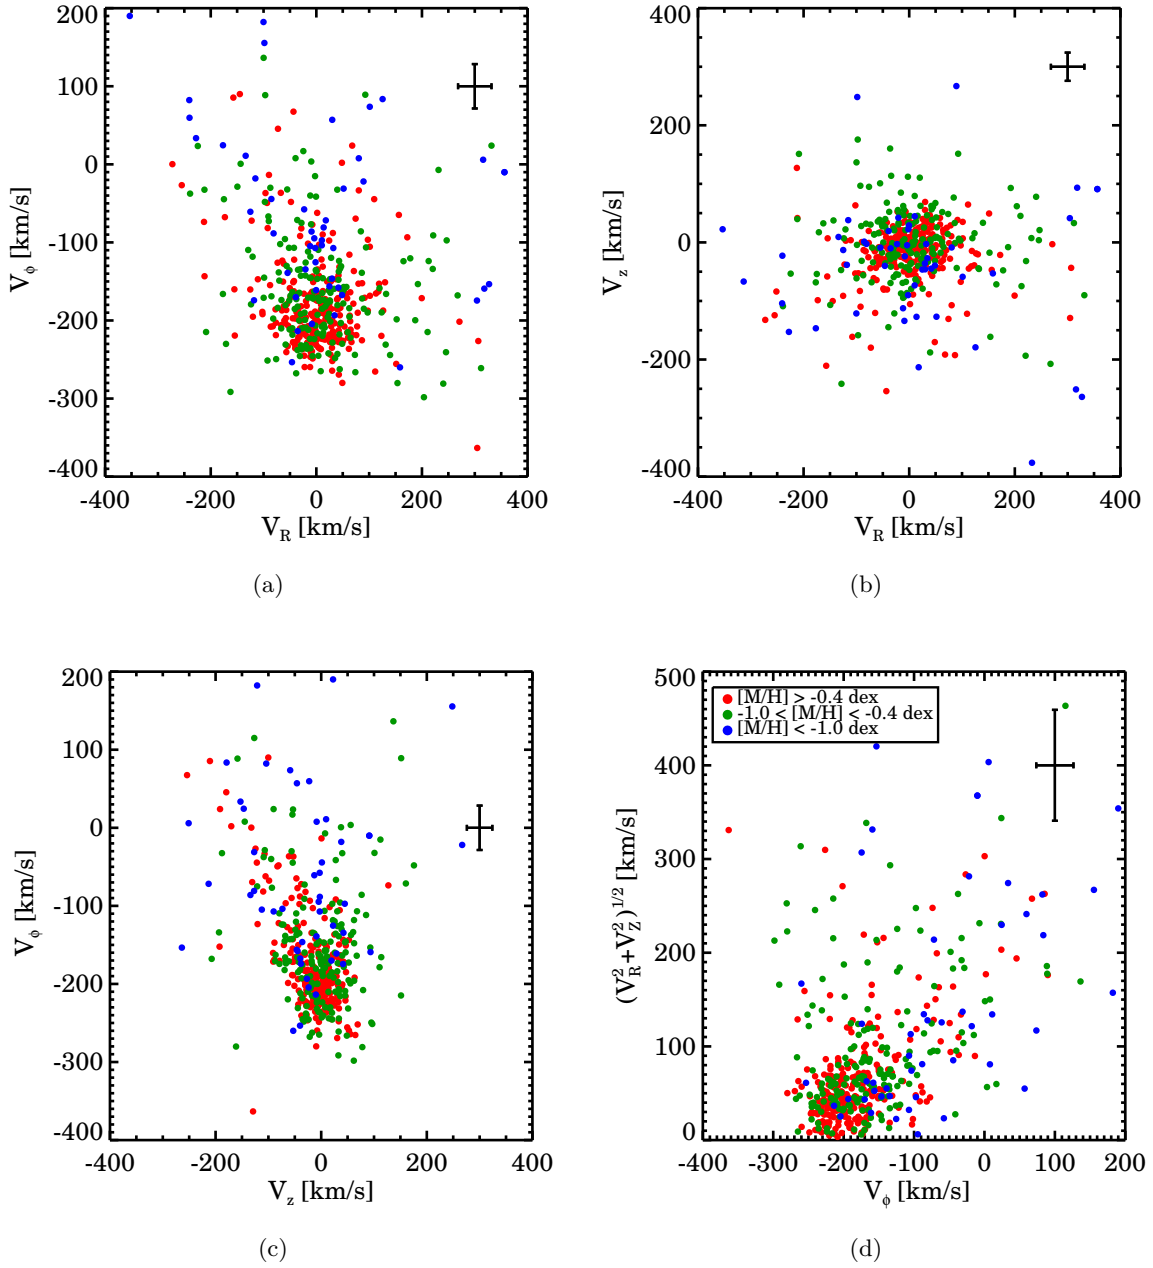 200
100
0
-100
-200
-300
-400
V_ϕ [km/s]
-400 -200 0 200 400
V_R [km/s]
(a)
400
200
0
-200
-400
V_z [km/s]
-400 -200 0 200 400
V_R [km/s]
(b)
200
100
0
-100
-200
-300
-400
V_ϕ [km/s]
-400 -200 0 200 400
V_z [km/s]
(c)
500
400
300
200
100
0
(V_R^2+V_Z^2)^1/2 [km/s]
[M/H] > -0.4 dex
-1.0 < [M/H] < -0.4 dex
[M/H] < -1.0 dex
-400 -300 -200 -100 0 100 200
V_ϕ [km/s]
(d)